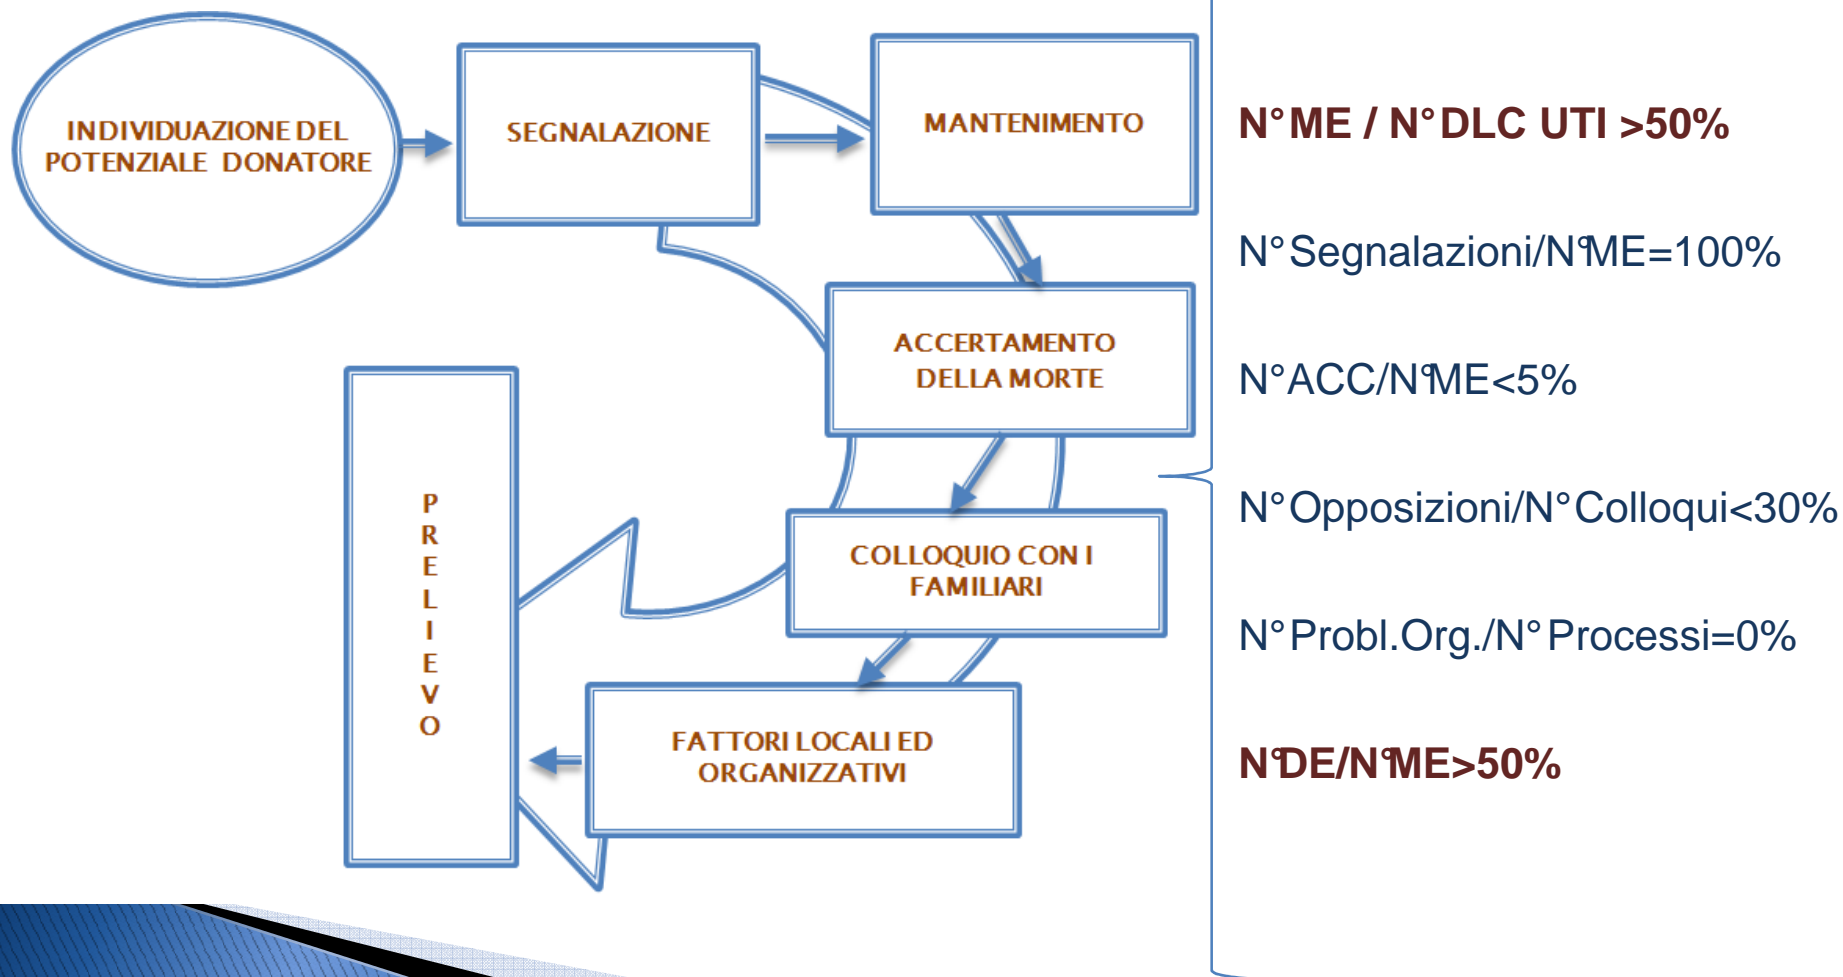 INDIVIDUAZIONE DEL
POTENZIALE DONATORE
SEGNALAZIONE
MANTENIMENTO
ACCERTAMENTO
DELLA MORTE
COLLOQUIO CON I
FAMILIARI
FATTORI LOCALI ED
ORGANIZZATIVI
P
R
E
L
I
E
V
O
N° ME / N° DLC UTI >50%
N° Segnalazioni/N°ME=100%
N° ACC/N°ME<5%
N° Opposizioni/N° Colloqui<30%
N° Probl.Org./N° Processi=0%
N°DE/N°ME>50%